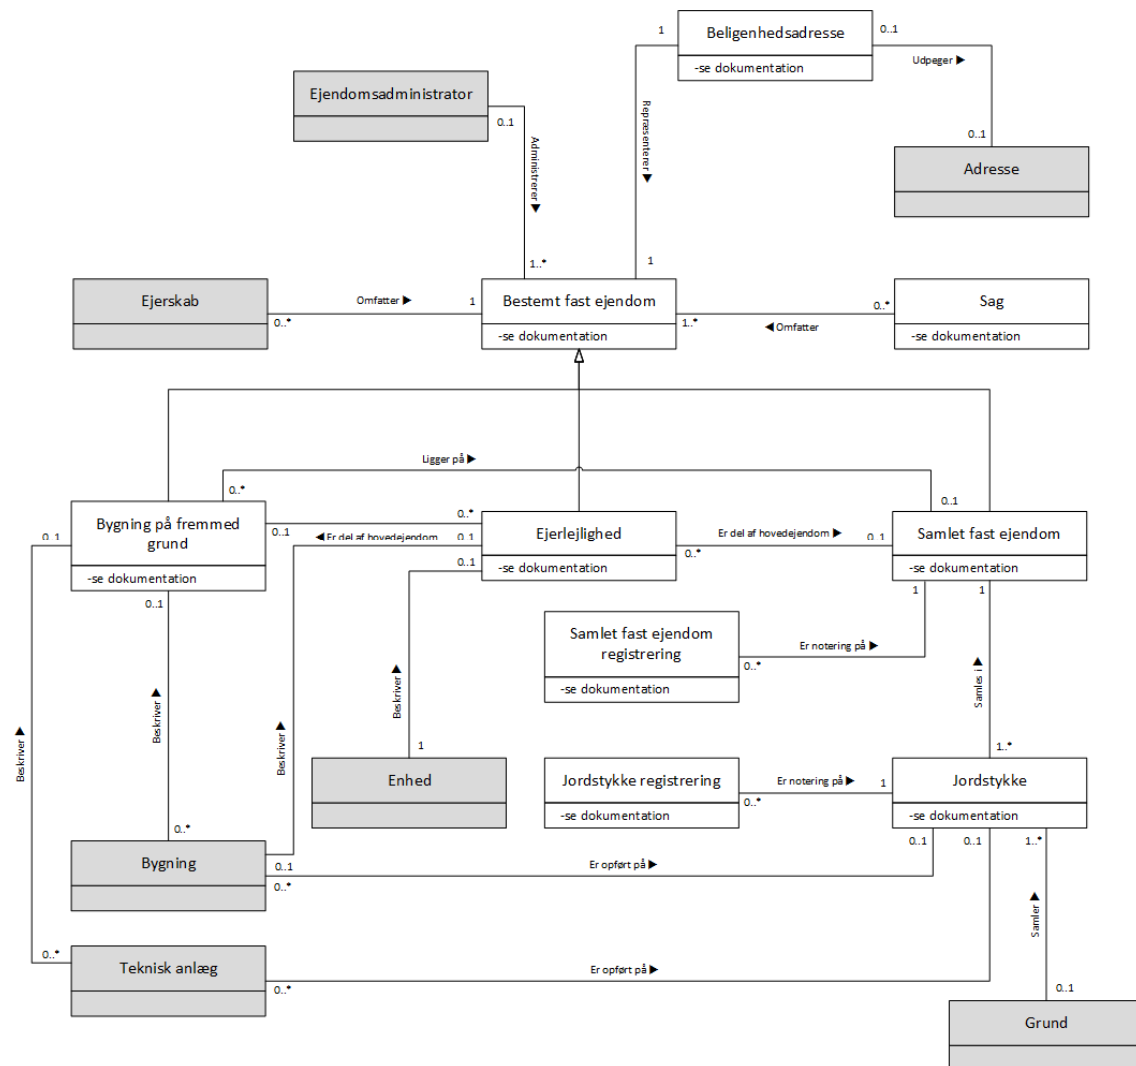 Beligenhedsadresse
-se dokumentation
1
0..1
Udpeger ►
Ejendomsadministrator
0..1
Administrerer ▼
Repræsenterer ▼
0..1
Adresse
1..*
1
Ejerskab
Omfatter ►
0..*
1
Bestemt fast ejendom
-se dokumentation
1..*
◄ Omfatter
0..*
Sag
-se dokumentation
Ligger på ►
0..*
0..1
Bygning på fremmed
grund
-se dokumentation
0..1
0..1
0..*
◄ Er del af hovedejendom
0..1
0..1
Ejerlejlighed
-se dokumentation
Er del af hovedejendom ►
0..*
0..1
Samlet fast ejendom
-se dokumentation
0..1
1
1
Samlet fast ejendom
registrering
-se dokumentation
Er notering på ►
0..*
Samles i ▲
Beskriver ▲
Beskriver ▲
Beskriver ▲
Beskriver ▲
1
1..*
Enhed
Jordstykke registrering
-se dokumentation
Er notering på ►
0..*
1
Jordstykke
-se dokumentation
0..*
Bygning
0..1
0..*
Er opført på ►
0..1
0..1
1..*
Samler ▲
0..*
Teknisk anlæg
0..*
Er opført på ►
0..1
Grund